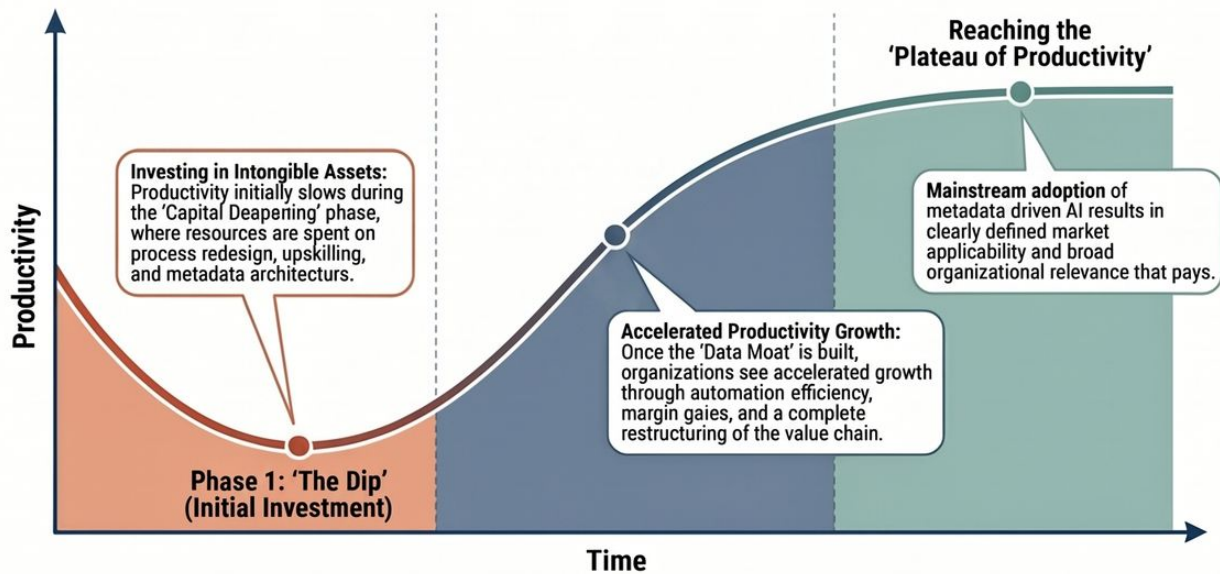 Reaching the
'Plateau of Productivity'
Investing in Intangible Assets:
Productivity initially slows during
the 'Capital Deapening' phase,
where resources are spent on
process redesign, upskilling,
and metadata architecturs.
Mainstream adoption of
metadata driven AI results in
clearly defined market
applicability and broad
organizational relevance that pays.
Productivity
Accelerated Productivity Growth:
Once the 'Data Moat' is built,
organizations see accelerated growth
through automation efficiency,
margin gaies, and a complete
restructuring of the value chain.
Phase 1: 'The Dip'
(Initial Investment)
Time